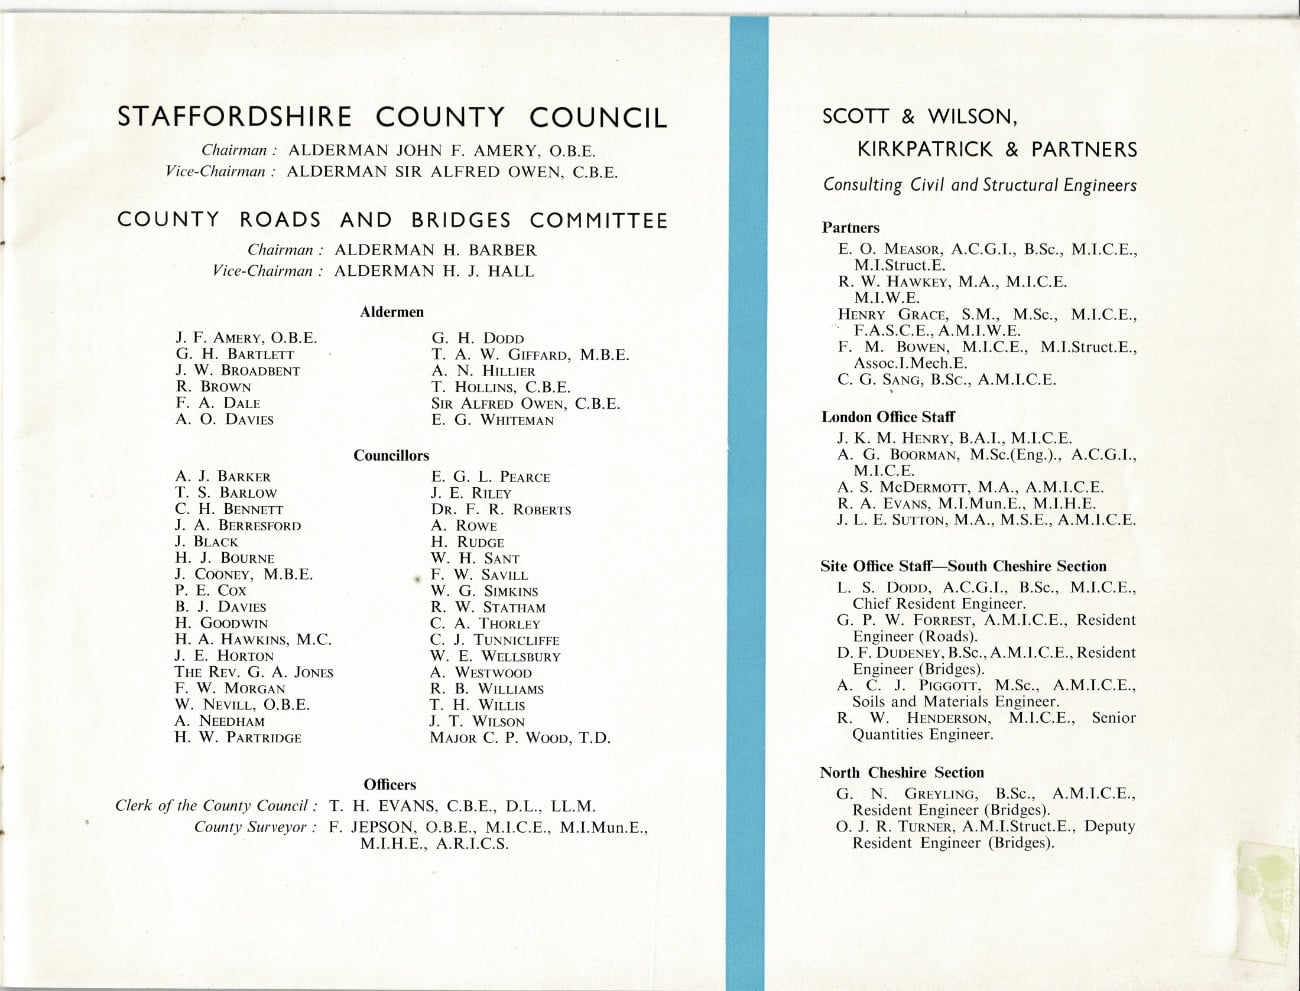 STAFFORDSHIRE COUNTY COUNCIL
Chairman : ALDERMAN JOHN F. AMERY, O.B.E.
Vice-Chairman : ALDERMAN SIR ALFRED OWEN, C.B.E.
COUNTY ROADS AND BRIDGES COMMITTEE
Chairman : ALDERMAN H. BARBER
Vice-Chairman : ALDERMAN H. J. HALL
Aldermen
J. F. AMERY, O.B.E.
G. H. BARTLETT
J. W. BROADBENT
R. BROWN
F. A. DALE
A. O. DAVIES
G. H. DODD
T. A. W. GIFFARD, M.B.E.
A. N. HILLIER
T. HOLLINS, C.B.E.
SIR ALFRED OWEN, C.B.E.
E. G. WHITEMAN
Councillors
A. J. BARKER
T. S. BARLOW
C. H. BENNETT
J. A. BERRESFORD
J. BLACK
H. J. BOURNE
J. COONEY, M.B.E.
P. E. COX
B. J. DAVIES
H. GOODWIN
H. A. HAWKINS, M.C.
J. E. HORTON
THE REV. G. A. JONES
F. W. MORGAN
W. NEVILL, O.B.E.
A. NEEDHAM
H. W. PARTRIDGE
E. G. L. PEARCE
J. E. RILEY
DR. F. R. ROBERTS
A. ROWE
H. RUDGE
W. H. SANT
F. W. SAVILL
W. G. SIMKINS
R. W. STATHAM
C. A. THORLEY
C. J. TUNNICLIFFE
W. E. WELLSBURY
A. WESTWOOD
R. B. WILLIAMS
T. H. WILLIS
J. T. WILSON
MAJOR C. P. WOOD, T.D.
Officers
Clerk of the County Council : T. H. EVANS, C.B.E., D.L., LL.M.
County Surveyor : F. JEPSON, O.B.E., M.I.C.E., M.I.Mun.E.,
M.I.H.E., A.R.I.C.S.
SCOTT & WILSON,
KIRKPATRICK & PARTNERS
Consulting Civil and Structural Engineers
Partners
E. O. MEASOR, A.C.G.I., B.Sc., M.I.C.E.,
M.I.Struct.E.
R. W. HAWKEY, M.A., M.I.C.E.
M.I.W.E.
HENRY GRACE, S.M., M.Sc., M.I.C.E.,
F.A.S.C.E., A.M.I.W.E.
F. M. BOWEN, M.I.C.E., M.I.Struct.E.,
Assoc.I.Mech.E.
C. G. SANG, B.Sc., A.M.I.C.E.
London Office Staff
J. K. M. HENRY, B.A.I., M.I.C.E.
A. G. BOORMAN, M.Sc.(Eng.)., A.C.G.I.,
M.I.C.E.
A. S. MCDERMOTT, M.A., A.M.I.C.E.
R. A. EVANS, M.I.Mun.E., M.I.H.E.
J. L. E. SUTTON, M.A., M.S.E., A.M.I.C.E.
Site Office Staff—South Cheshire Section
L. S. DODD, A.C.G.I., B.Sc., M.I.C.E.,
Chief Resident Engineer.
G. P. W. FORREST, A.M.I.C.E., Resident
Engineer (Roads).
D. F. DUDENEY, B.Sc., A.M.I.C.E., Resident
Engineer (Bridges).
A. C. J. PIGGOTT, M.Sc., A.M.I.C.E.,
Soils and Materials Engineer.
R. W. HENDERSON, M.I.C.E., Senior
Quantities Engineer.
North Cheshire Section
G. N. GREYLING, B.Sc., A.M.I.C.E.,
Resident Engineer (Bridges).
O. J. R. TURNER, A.M.I.Struct.E., Deputy
Resident Engineer (Bridges).